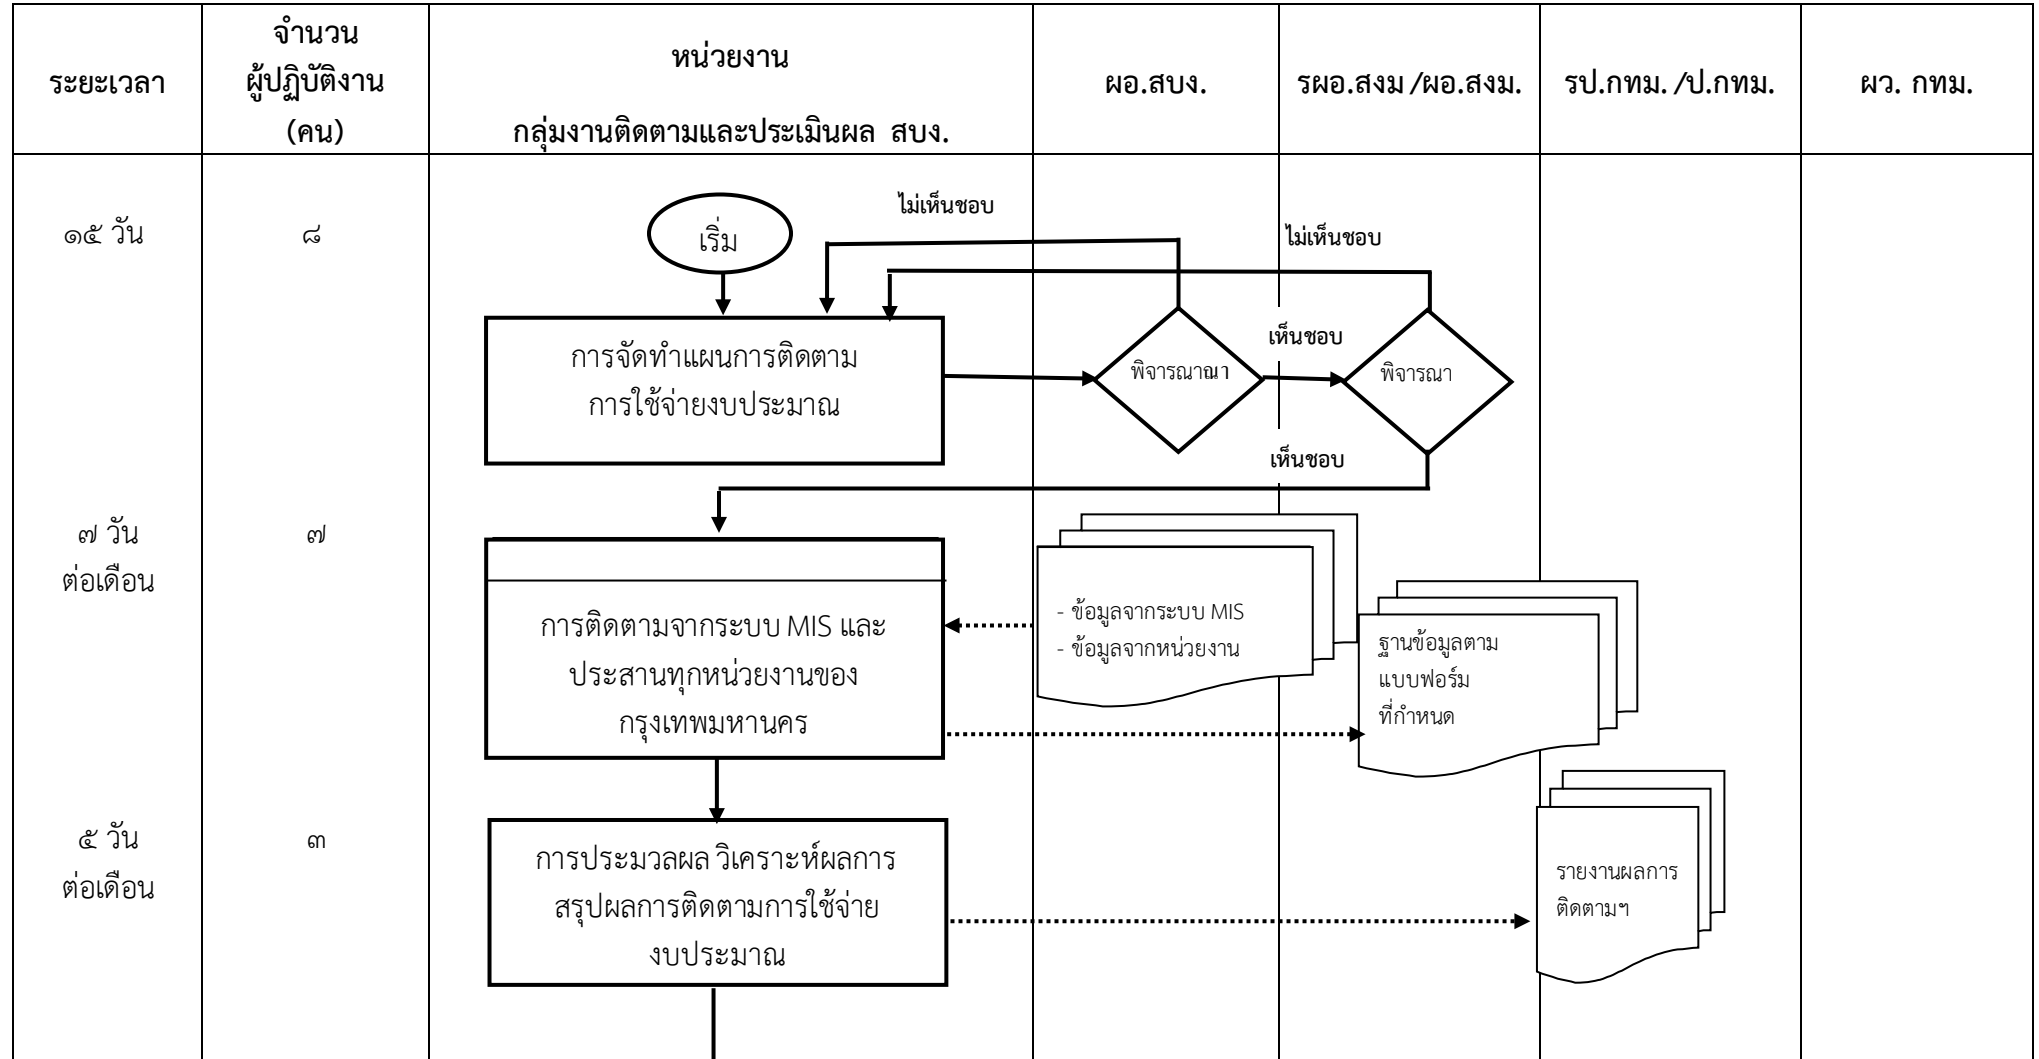 ระยะเวลา
จำนวน
ผู้ปฏิบัติงาน
(คน)
หน่วยงาน
กลุ่มงานติดตามและประเมินผล สบง.
ผอ.สบง.
รผอ.สงม /ผอ.สงม.
รป.กทม. /ป.กทม.
ผว. กทม.
๑๕ วัน
๘
เริ่ม
ไม่เห็นชอบ
ไม่เห็นชอบ
การจัดทำแผนการติดตาม
การใช้จ่ายงบประมาณ
พิจารณาณา
เห็นชอบ
พิจารณา
เห็นชอบ
๗ วัน
ต่อเดือน
๗
การติดตามจากระบบ MIS และ
ประสานทุกหน่วยงานของ
กรุงเทพมหานคร
- ข้อมูลจากระบบ MIS
- ข้อมูลจากหน่วยงาน
ฐานข้อมูลตาม
แบบฟอร์ม
ที่กำหนด
๕ วัน
ต่อเดือน
๓
การประมวลผล วิเคราะห์ผลการ
สรุปผลการติดตามการใช้จ่าย
งบประมาณ
รายงานผลการ
ติดตามฯ